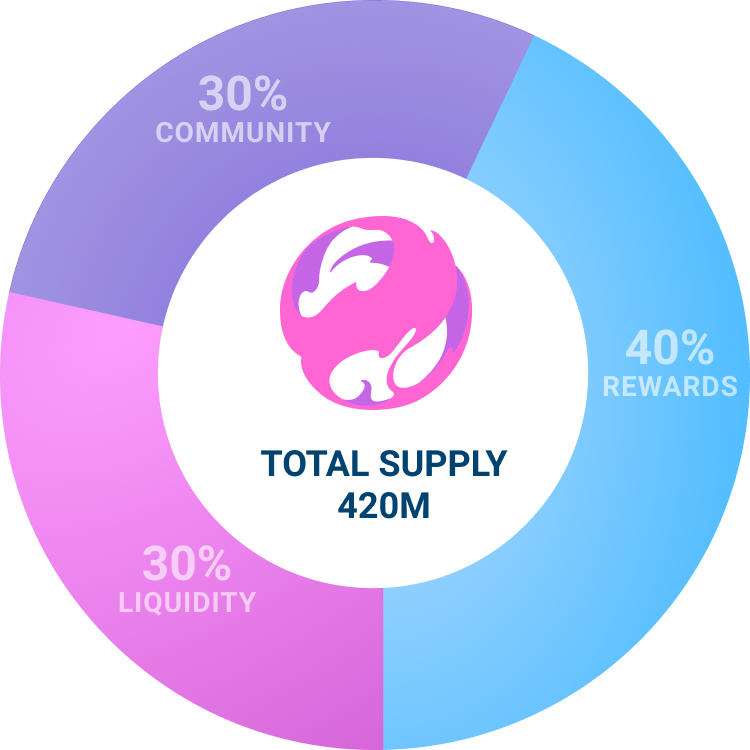 30%
COMMUNITY
40%
REWARDS
TOTAL SUPPLY
420M
30%
LIQUIDITY